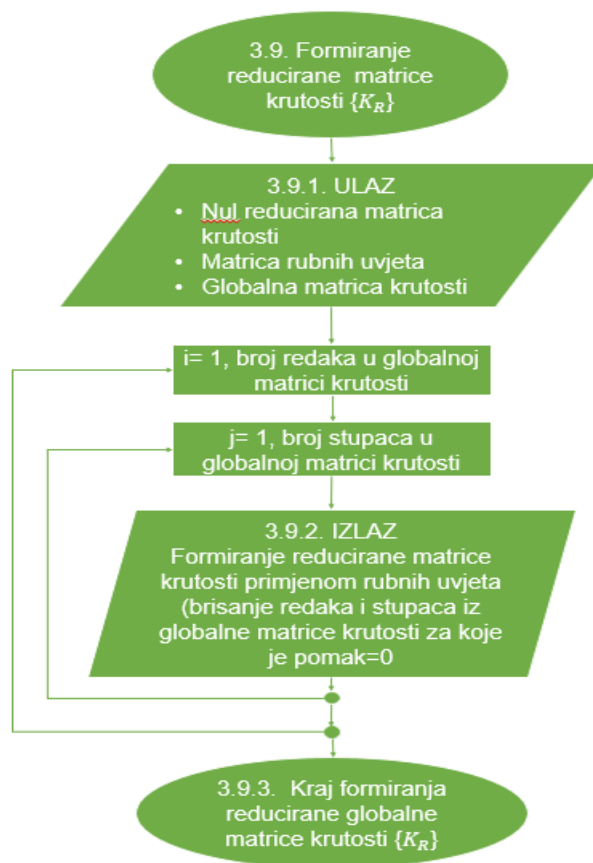 3.9. Formiranje
reducirane matrice
krutosti {K_R}
3.9.1. ULAZ
• Nul reducirana matrica
krutosti
• Matrica rubnih uvjeta
• Globalna matrica krutosti
i= 1, broj redaka u globalnoj
matrici krutosti
j= 1, broj stupaca u
globalnoj matrici krutosti
3.9.2. IZLAZ
Formiranje reducirane matrice
krutosti primjenom rubnih uvjeta
(brisanje redaka i stupaca iz
globalne matrice krutosti za koje
je pomak=0
3.9.3. Kraj formiranja
reducirane globalne
matrice krutosti {K_R}